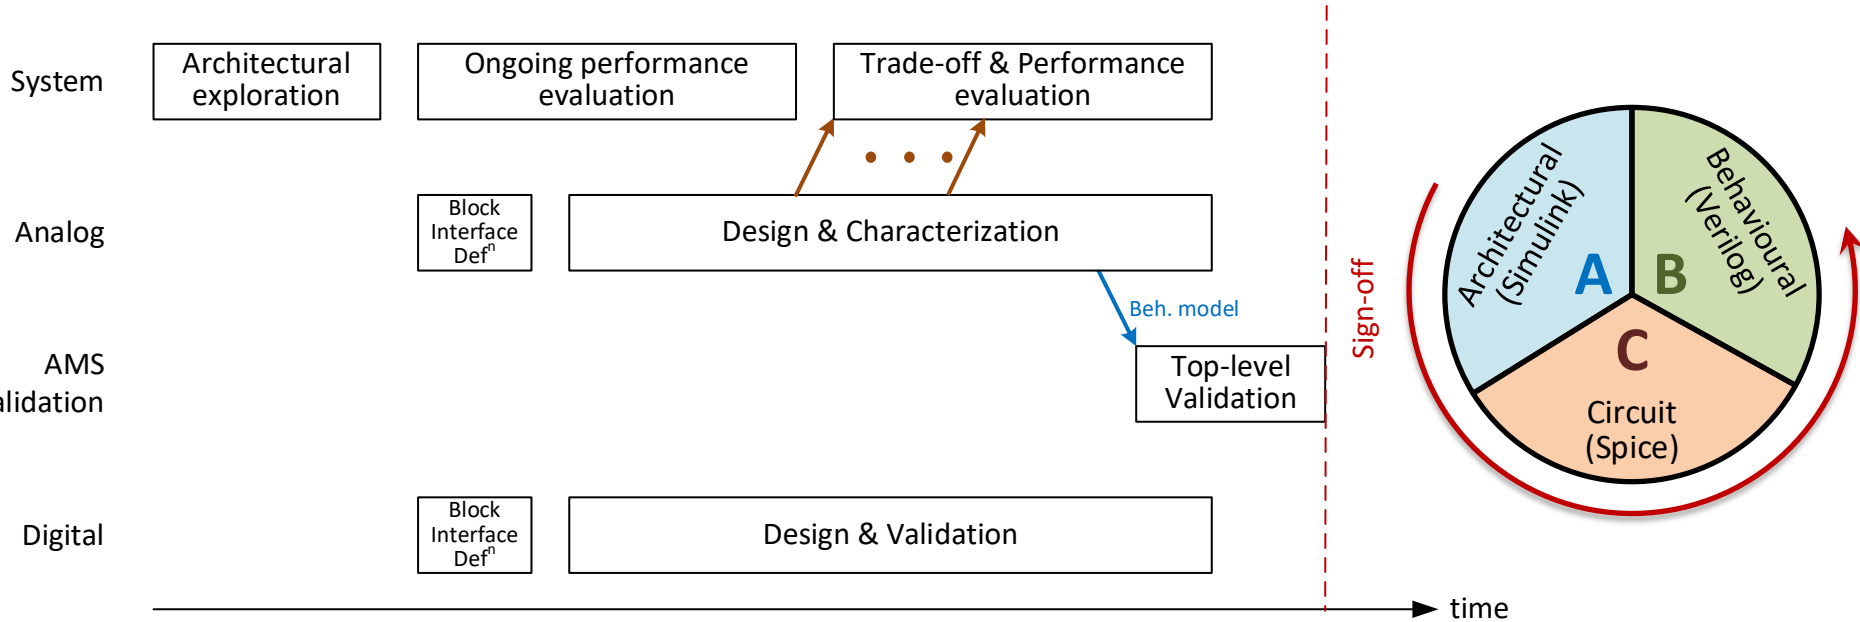 System
Architectural
exploration
Ongoing performance
evaluation
Trade-off & Performance
evaluation
Analog
Block
Interface
Defⁿ
Design & Characterization
Beh. model
AMS
alidation
Top-level
Validation
Sign-off
Digital
Block
Interface
Defⁿ
Design & Validation
time
Architectural
(Simulink)
A
Behavioural
(Verilog)
B
C
Circuit
(Spice)